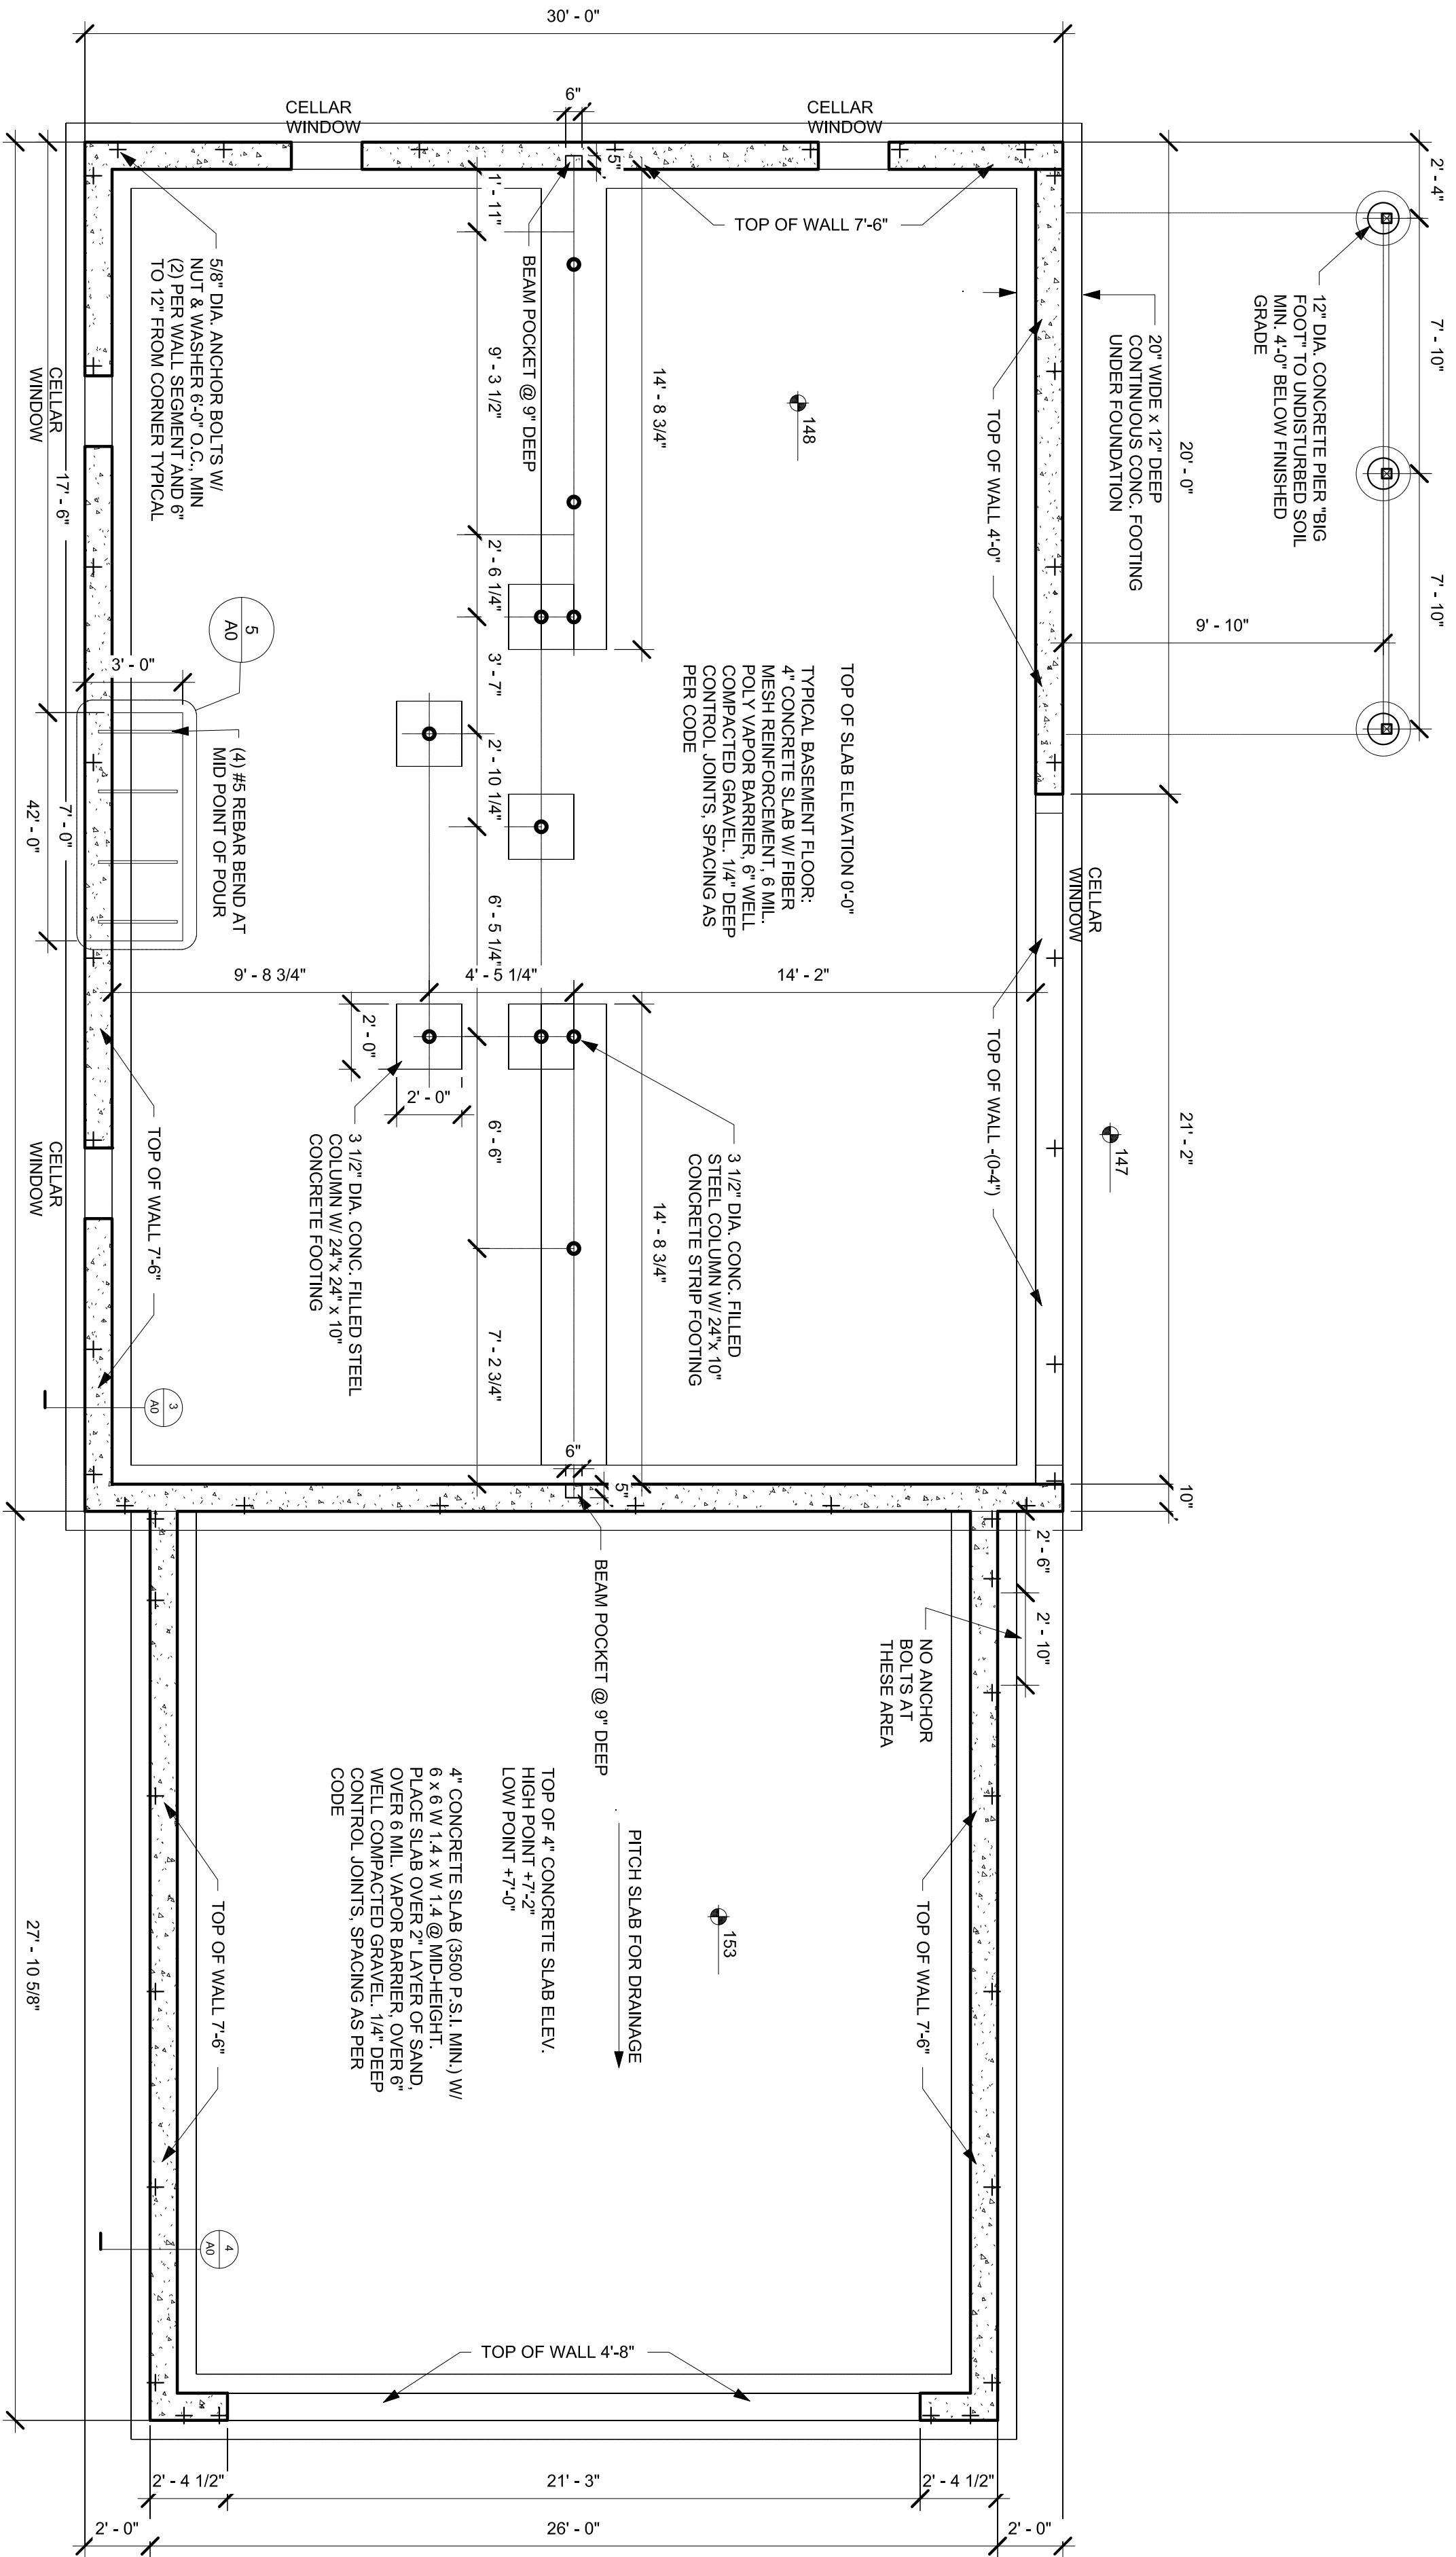 30' - 0"
CELLAR
WINDOW
6"
CELLAR
WINDOW
2' - 4"
7' - 10"
7' - 10"
12" DIA. CONCRETE PIER "BIG
FOOT" TO UNDISTURBED SOIL
MIN. 4'-0" BELOW FINISHED
GRADE
20" WIDE x 12" DEEP
CONTINUOUS CONC. FOOTING
UNDER FOUNDATION
20' - 0"
9' - 10"
5"
1' - 11"
TOP OF WALL 7'-6"
BEAM POCKET @ 9" DEEP
5/8" DIA. ANCHOR BOLTS W/
NUT & WASHER 6'-0" O.C., MIN
(2) PER WALL SEGMENT AND 6"
TO 12" FROM CORNER TYPICAL
9' - 3 1/2"
14' - 8 3/4"
148
TOP OF WALL 4'-0"
CELLAR
WINDOW
17' - 6"
2' - 6 1/4"
3' - 7"
2' - 10 1/4"
6' - 5 1/4"
5
A0
3' - 0"
(4) #5 REBAR BEND AT
MID POINT OF POUR
7' - 0"
42' - 0"
TOP OF SLAB ELEVATION 0'-0"
TYPICAL BASEMENT FLOOR:
4" CONCRETE SLAB W/ FIBER
MESH REINFORCEMENT, 6 MIL.
POLY VAPOR BARRIER, 6" WELL
COMPACTED GRAVEL. 1/4" DEEP
CONTROL JOINTS, SPACING AS
PER CODE
CELLAR
WINDOW
9' - 8 3/4"
4' - 5 1/4"
14' - 2"
TOP OF WALL -(0-4")
147
21' - 2"
2' - 0"
2' - 0"
6' - 6"
3 1/2" DIA. CONC. FILLED
STEEL COLUMN W/ 24"x 10"
CONCRETE STRIP FOOTING
3 1/2" DIA. CONC. FILLED STEEL
COLUMN W/ 24"x 24" x 10"
CONCRETE FOOTING
14' - 8 3/4"
7' - 2 3/4"
CELLAR
WINDOW
TOP OF WALL 7'-6"
3
A0
6"
5"
10"
2' - 6"
2' - 10"
BEAM POCKET @ 9" DEEP
NO ANCHOR
BOLTS AT
THESE AREA
PITCH SLAB FOR DRAINAGE
TOP OF 4" CONCRETE SLAB ELEV.
HIGH POINT +7'-2"
LOW POINT +7'-0"
4" CONCRETE SLAB (3500 P.S.I. MIN.) W/
6 x 6 W 1.4 x W 1.4 @ MID-HEIGHT.
PLACE SLAB OVER 2" LAYER OF SAND,
OVER 6 MIL. VAPOR BARRIER, OVER 6"
WELL COMPACTED GRAVEL. 1/4" DEEP
CONTROL JOINTS, SPACING AS PER
CODE
153
TOP OF WALL 7'-6"
TOP OF WALL 7'-6"
27' - 10 5/8"
4
A0
TOP OF WALL 4'-8"
2' - 4 1/2"
21' - 3"
2' - 4 1/2"
2' - 0"
26' - 0"
2' - 0"